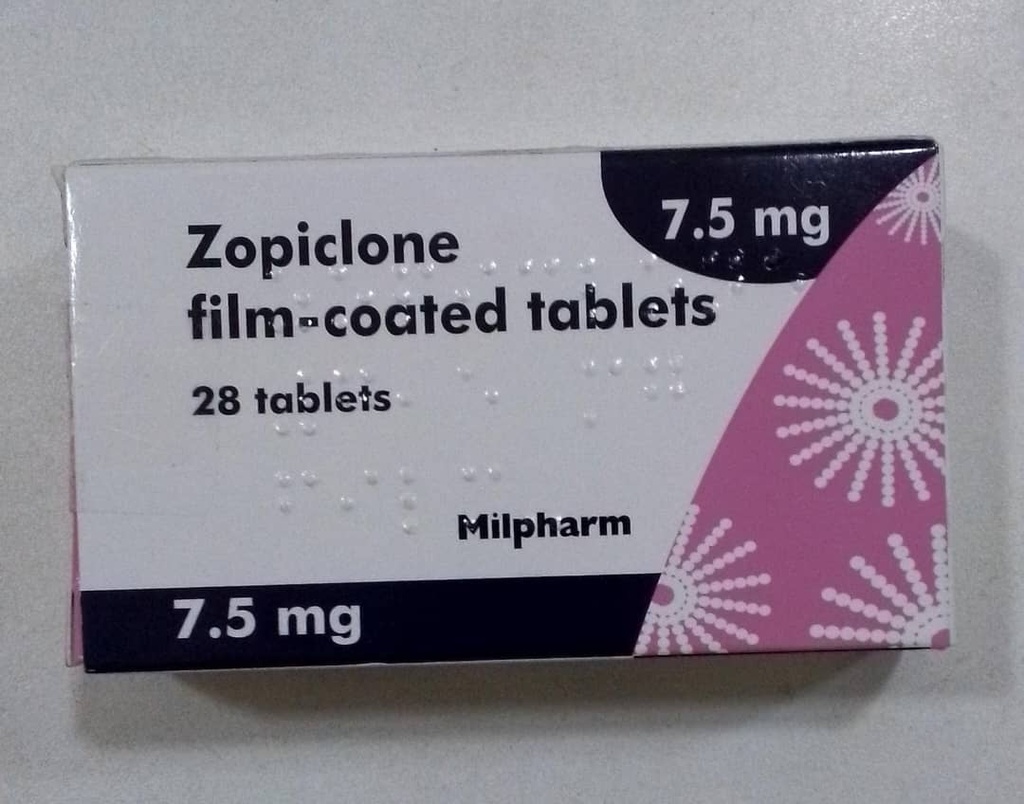 7.5 mg
Zopiclone
film-coated tablets
28 tablets
Milpharm
7.5 mg